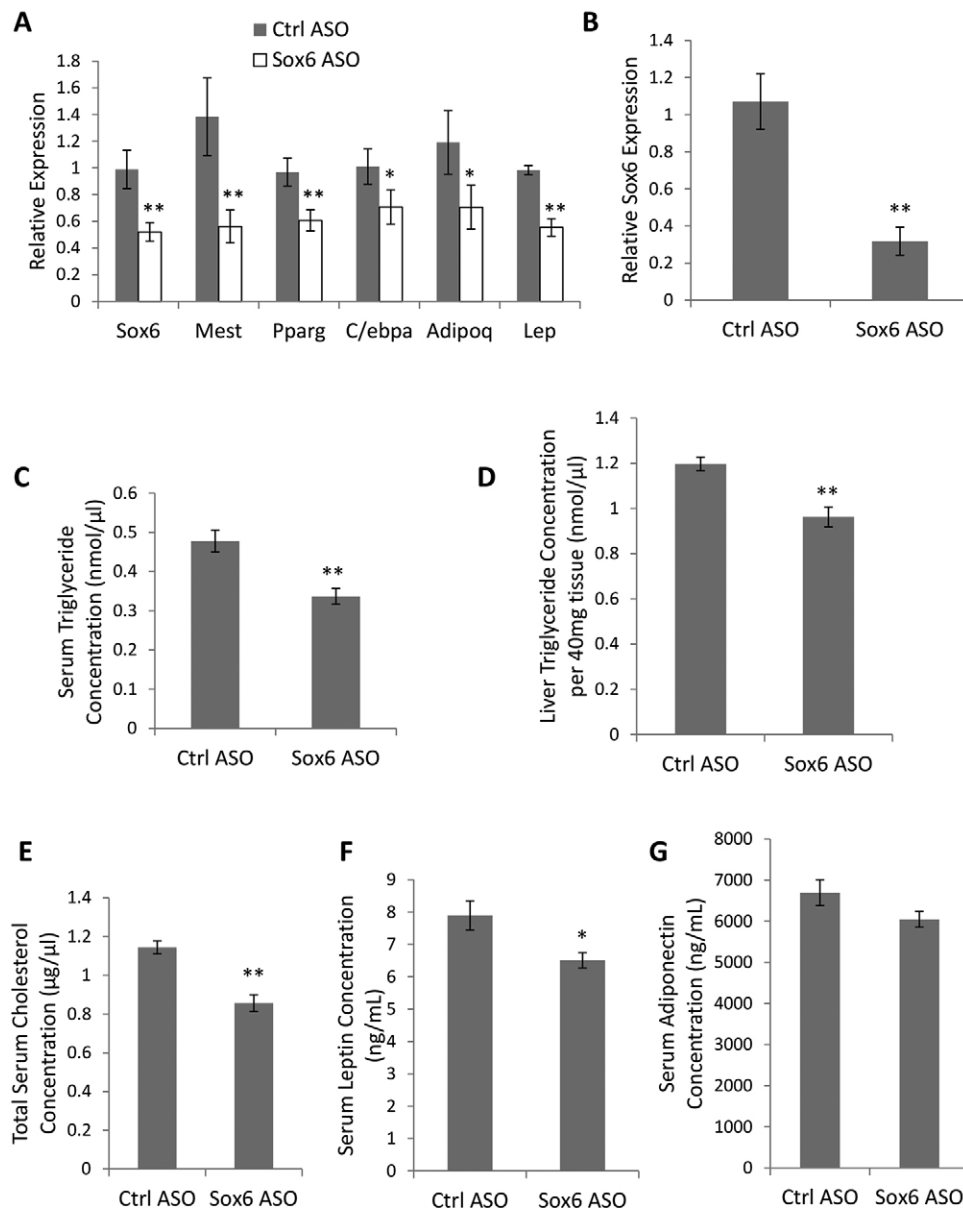 A
Ctrl ASO
Sox6 ASO
Relative Expression
1.8
1.6
1.4
1.2
1
0.8
0.6
0.4
0.2
0
** ** ** * * **
Sox6 Mest Pparg C/ebpa Adipoq Lep
B
Relative Sox6 Expression
1.4
1.2
1
0.8
0.6
0.4
0.2
0
**
Ctrl ASO Sox6 ASO
C
Serum Triglyceride
Concentration (nmol/µl)
0.6
0.5
0.4
0.3
0.2
0.1
0
**
Ctrl ASO Sox6 ASO
D
Liver Triglyceride Concentration
per 40mg tissue (nmol/µl)
1.4
1.2
1
0.8
0.6
0.4
0.2
0
**
Ctrl ASO Sox6 ASO
E
Total Serum Cholesterol
Concentration (µg/µl)
1.4
1.2
1
0.8
0.6
0.4
0.2
0
**
Ctrl ASO Sox6 ASO
F
Serum Leptin Concentration
(ng/mL)
9
8
7
6
5
4
3
2
1
0
*
Ctrl ASO Sox6 ASO
G
Serum Adiponectin
Concentration (ng/mL)
8000
7000
6000
5000
4000
3000
2000
1000
0
Ctrl ASO Sox6 ASO